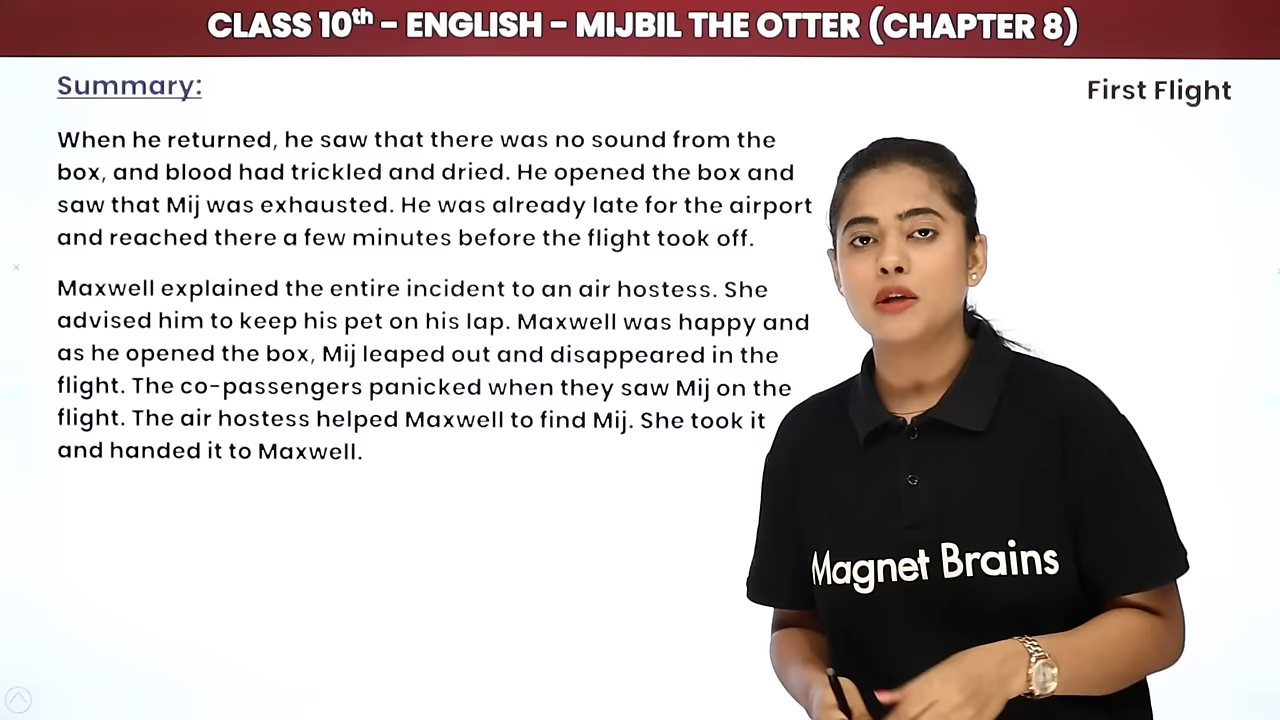 CLASS 10th - ENGLISH - MIJBIL THE OTTER (CHAPTER 8)
Summary:
First Flight
When he returned, he saw that there was no sound from the
box, and blood had trickled and dried. He opened the box and
saw that Mij was exhausted. He was already late for the airport
and reached there a few minutes before the flight took off.
Maxwell explained the entire incident to an air hostess. She
advised him to keep his pet on his lap. Maxwell was happy and
as he opened the box, Mij leaped out and disappeared in the
flight. The co-passengers panicked when they saw Mij on the
flight. The air hostess helped Maxwell to find Mij. She took it
and handed it to Maxwell.
Magnet Brains